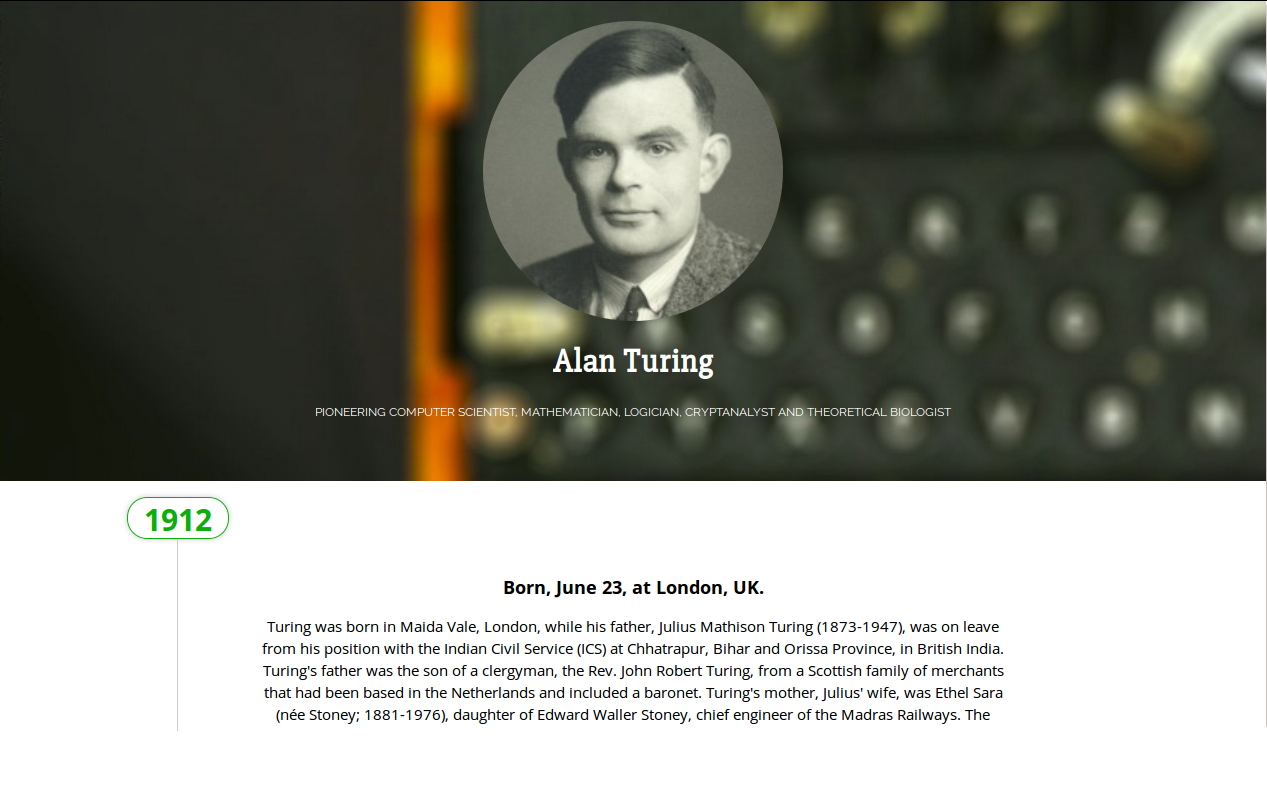 Alan Turing
PIONEERING COMPUTER SCIENTIST, MATHEMATICIAN, LOGICIAN, CRYPTANALYST AND THEORETICAL BIOLOGIST
1912
Born, June 23, at London, UK.
Turing was born in Maida Vale, London, while his father, Julius Mathison Turing (1873-1947), was on leave
from his position with the Indian Civil Service (ICS) at Chhatrapur, Bihar and Orissa Province, in British India.
Turing's father was the son of a clergyman, the Rev. John Robert Turing, from a Scottish family of merchants
that had been based in the Netherlands and included a baronet. Turing's mother, Julius' wife, was Ethel Sara
(née Stoney; 1881-1976), daughter of Edward Waller Stoney, chief engineer of the Madras Railways. The